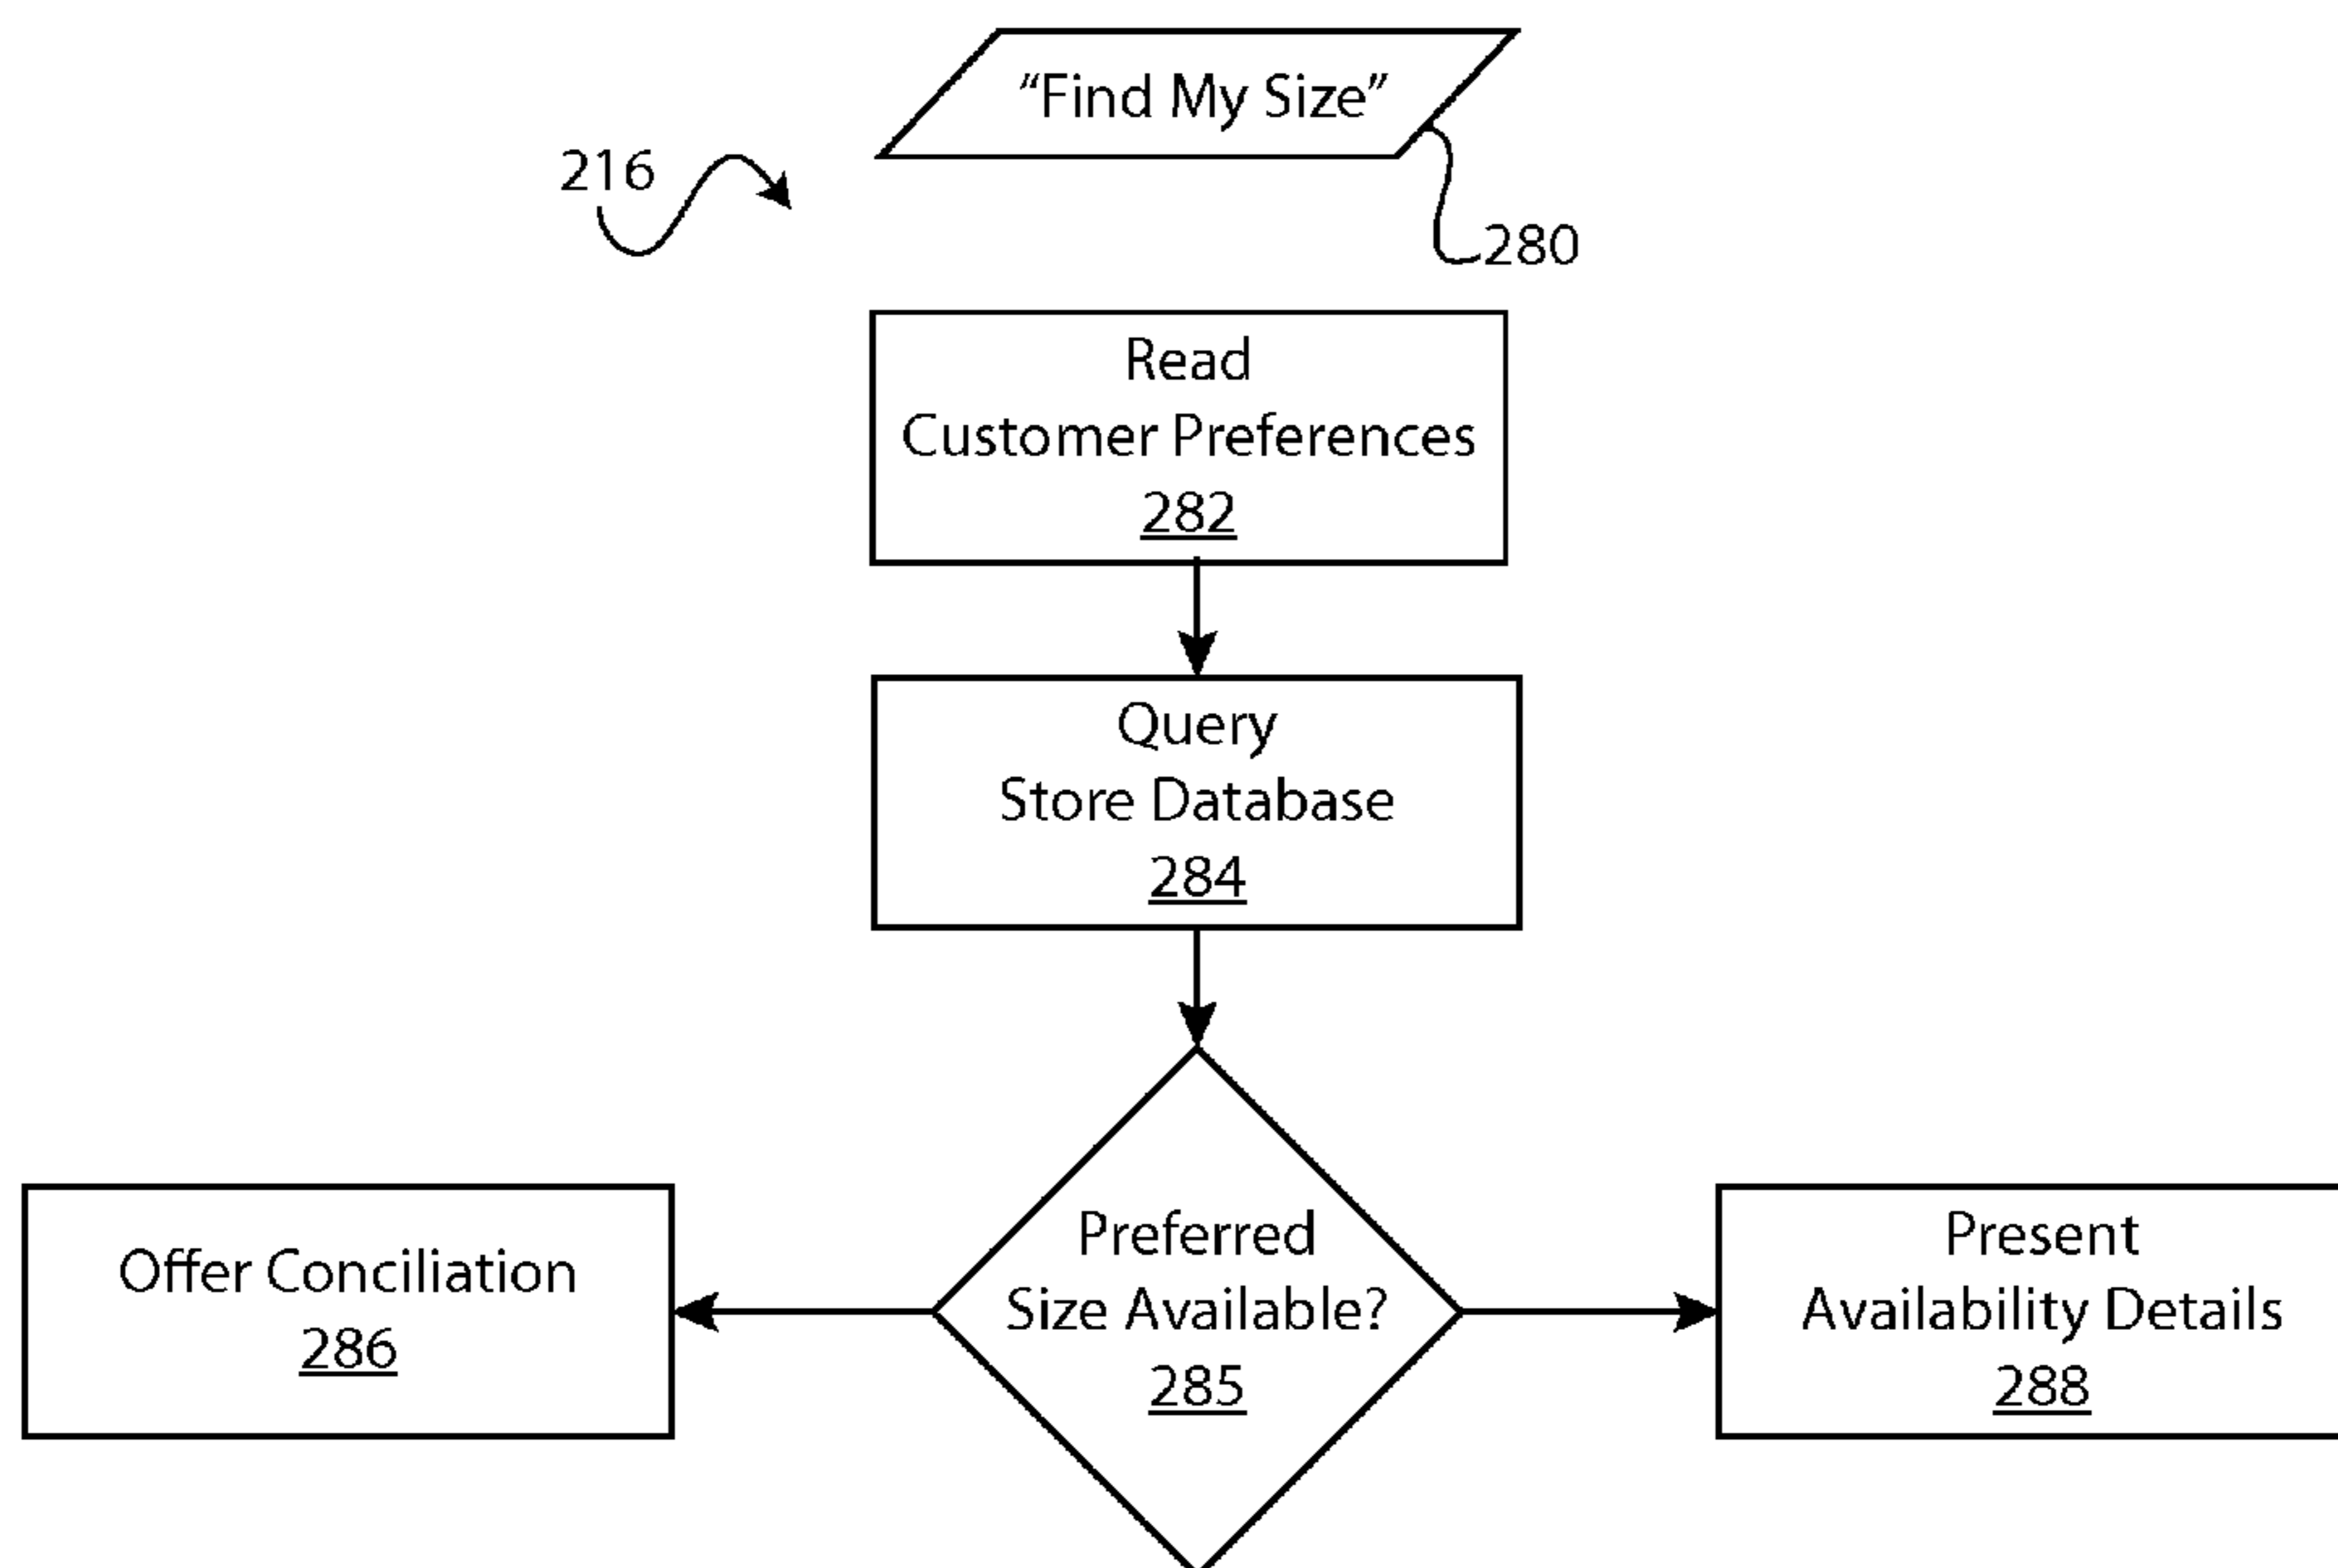 “Find My Size”
216
280
Read
Customer Preferences
282
Query
Store Database
284
Preferred
Size Available?
285
Offer Conciliation
286
Present
Availability Details
288